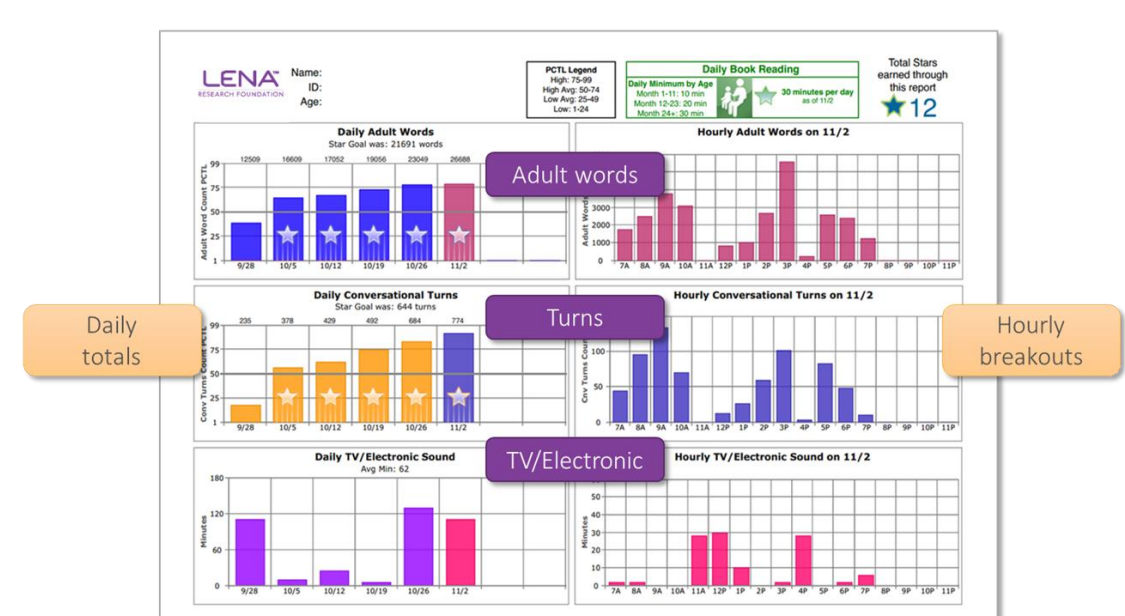 LENA™
RESEARCH FOUNDATION
Name:
ID:
Age:
PCTL Legend
High: 75-99
High Avg: 50-74
Low Avg: 25-49
Low: 1-24
Daily Book Reading
Daily Minimum by Age
Month 1-11: 10 min
Month 12-23: 20 min
Month 24+: 30 min
30 minutes per day
as of 11/2
Total Stars
earned through
this report
12
Daily Adult Words
Star Goal was: 21691 words
12509 16609 17052 19056 23049 26688
Adult Word Count PCTL
99
75
50
25
1
9/28 10/5 10/12 10/19 10/26 11/2
Adult words
Hourly Adult Words on 11/2
Adult Words
3000
2000
1000
0
7A 8A 9A 10A 11A 12P 1P 2P 3P 4P 5P 6P 7P 8P 9P 10P 11P
Daily
totals
Daily Conversational Turns
Star Goal was: 644 turns
235 378 429 492 684 774
Conv Turns Count PCTL
99
75
50
25
1
9/28 10/5 10/12 10/19 10/26 11/2
Turns
Hourly Conversational Turns on 11/2
Cnv Turns
100
50
0
7A 8A 9A 10A 11A 12P 1P 2P 3P 4P 5P 6P 7P 8P 9P 10P 11P
Hourly
breakouts
Daily TV/Electronic Sound
Avg Min: 62
Minutes
180
120
60
0
9/28 10/5 10/12 10/19 10/26 11/2
TV/Electronic
Hourly TV/Electronic Sound on 11/2
Minutes
50
40
30
20
10
0
7A 8A 9A 10A 11A 12P 1P 2P 3P 4P 5P 6P 7P 8P 9P 10P 11P